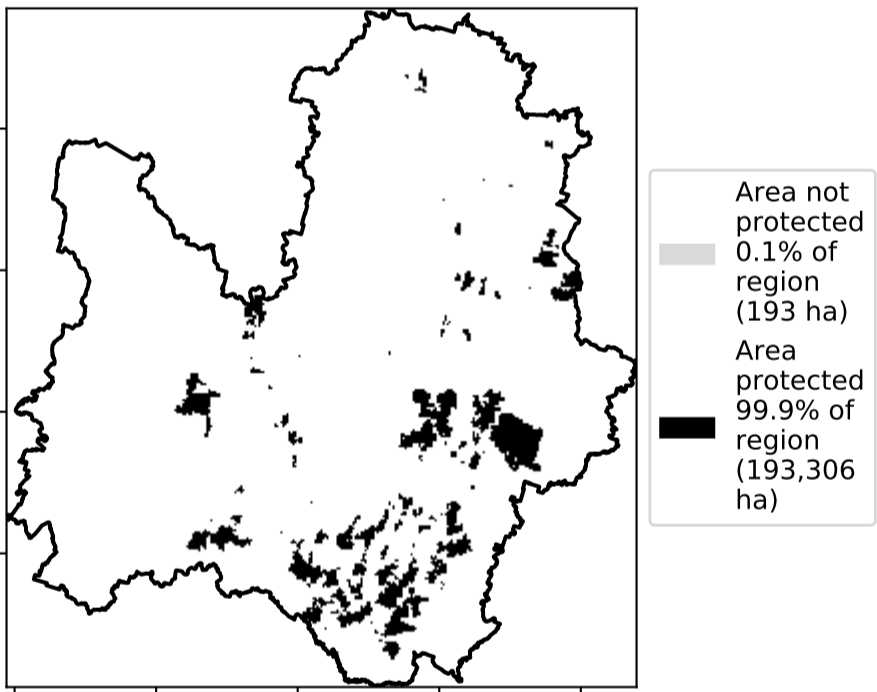 Area not
protected
0.1% of
region
(193 ha)
Area
protected
99.9% of
region
(193,306
ha)